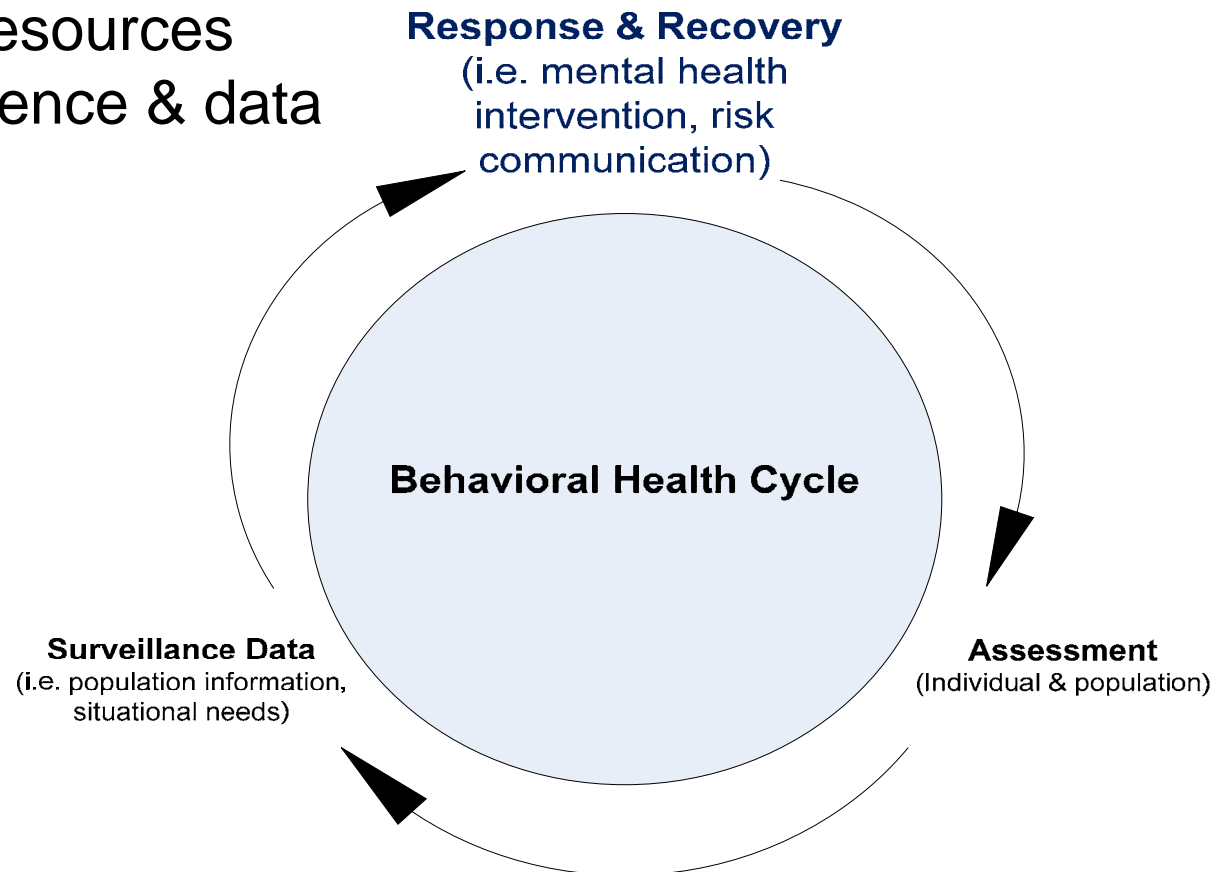 esources
ence & data
Response & Recovery
(i.e. mental health
intervention, risk
communication)
Behavioral Health Cycle
Surveillance Data
(i.e. population information,
situational needs)
Assessment
(Individual & population)